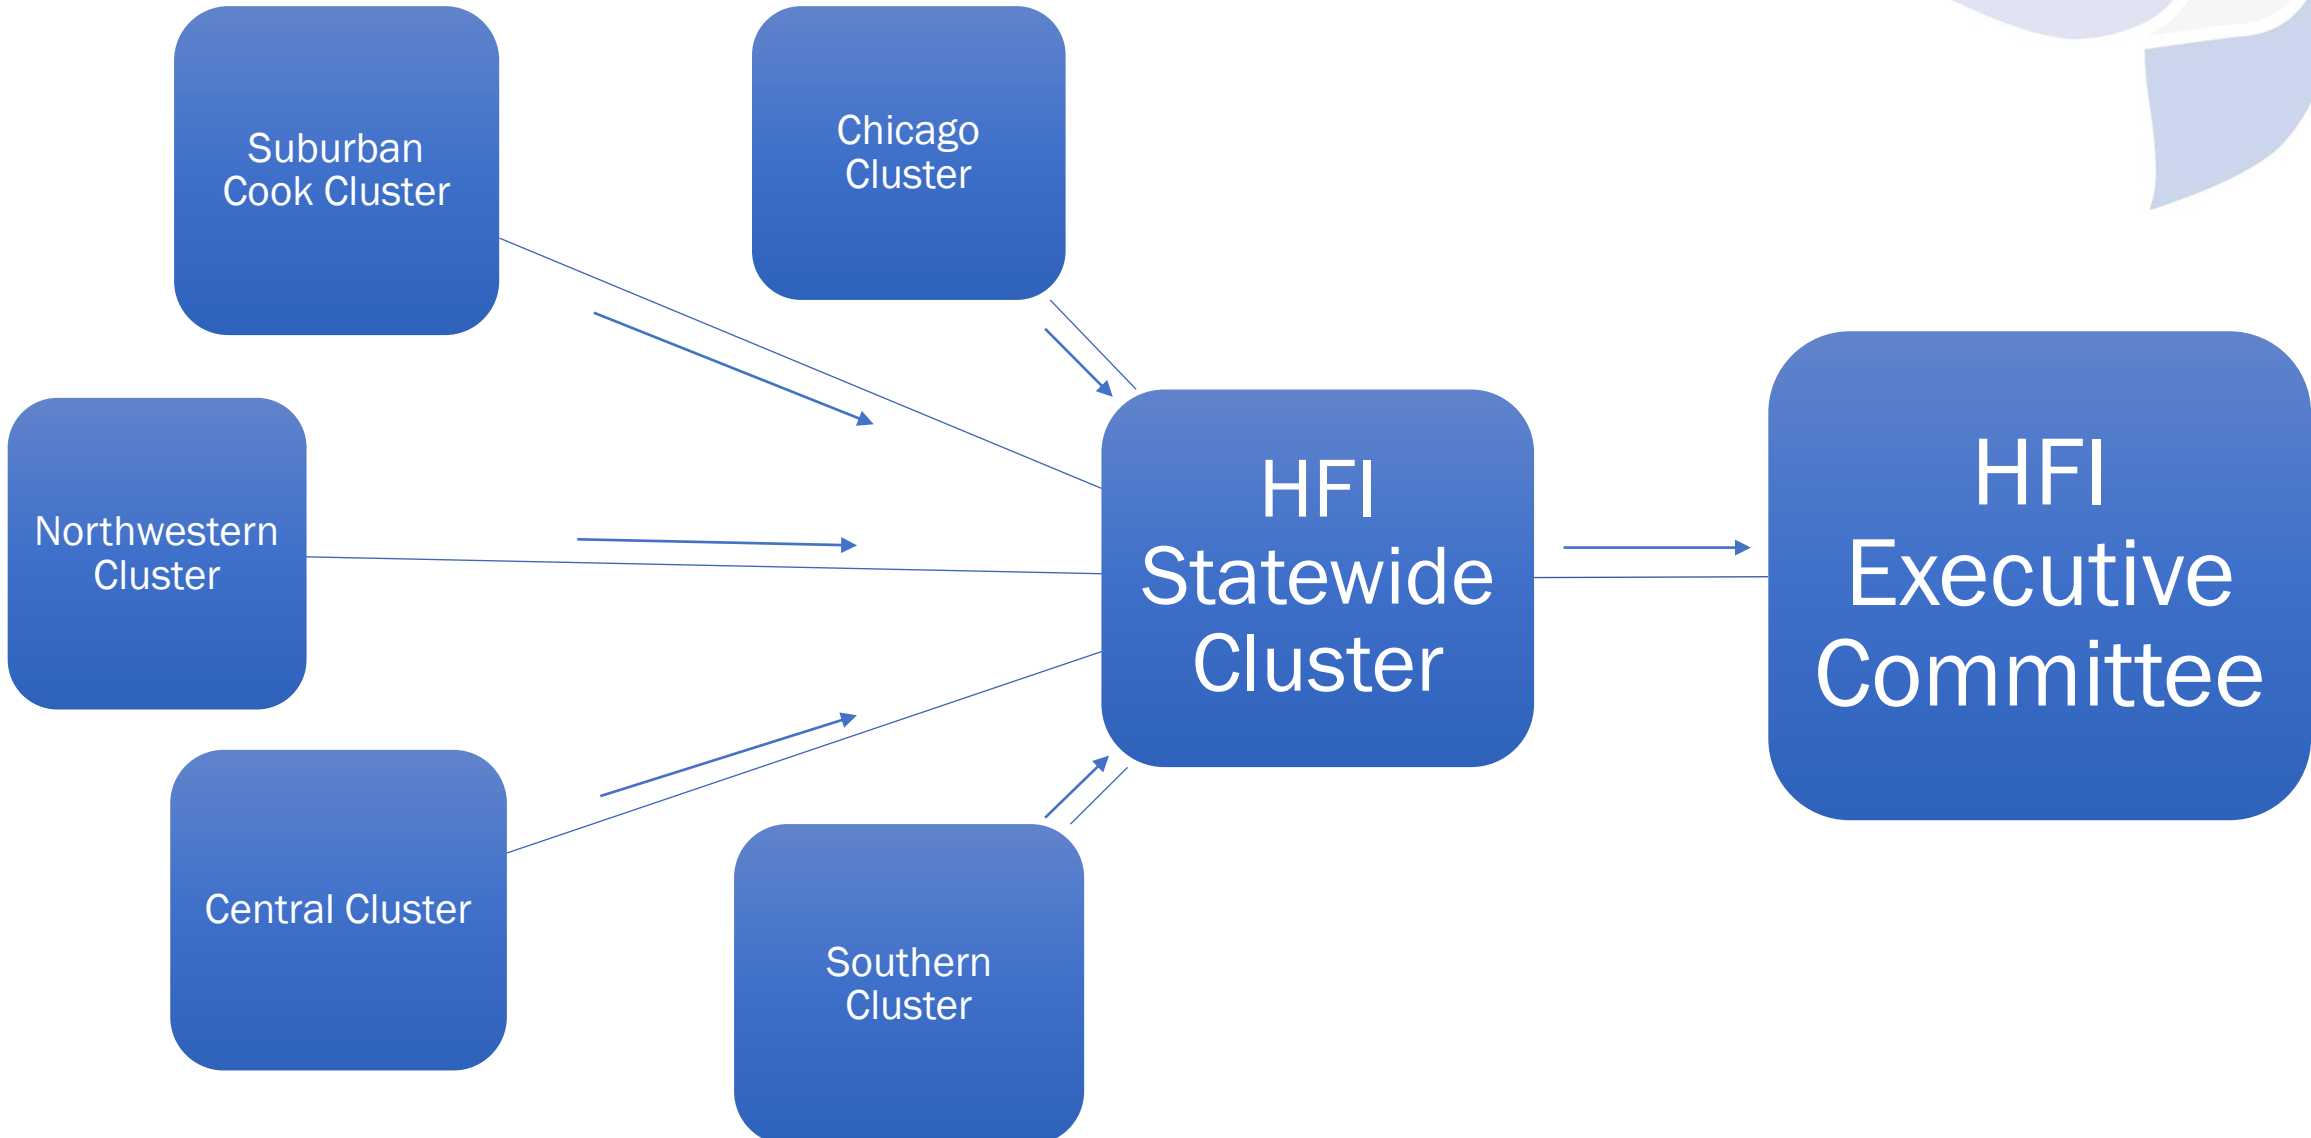 Suburban
Cook Cluster
Chicago
Cluster
Northwestern
Cluster
Central Cluster
Southern
Cluster
HFI
Statewide
Cluster
HFI
Executive
Committee